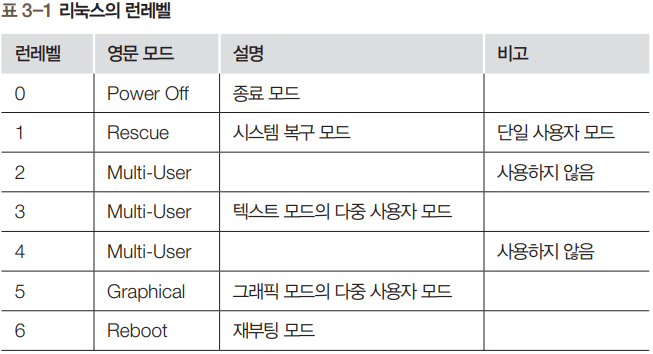 표 3-1 리눅스의 런레벨
런레벨 영문 모드 설명 비고
0 Power Off 종료 모드
1 Rescue 시스템 복구 모드 단일 사용자 모드
2 Multi-User 사용하지 않음
3 Multi-User 텍스트 모드의 다중 사용자 모드
4 Multi-User 사용하지 않음
5 Graphical 그래픽 모드의 다중 사용자 모드
6 Reboot 재부팅 모드